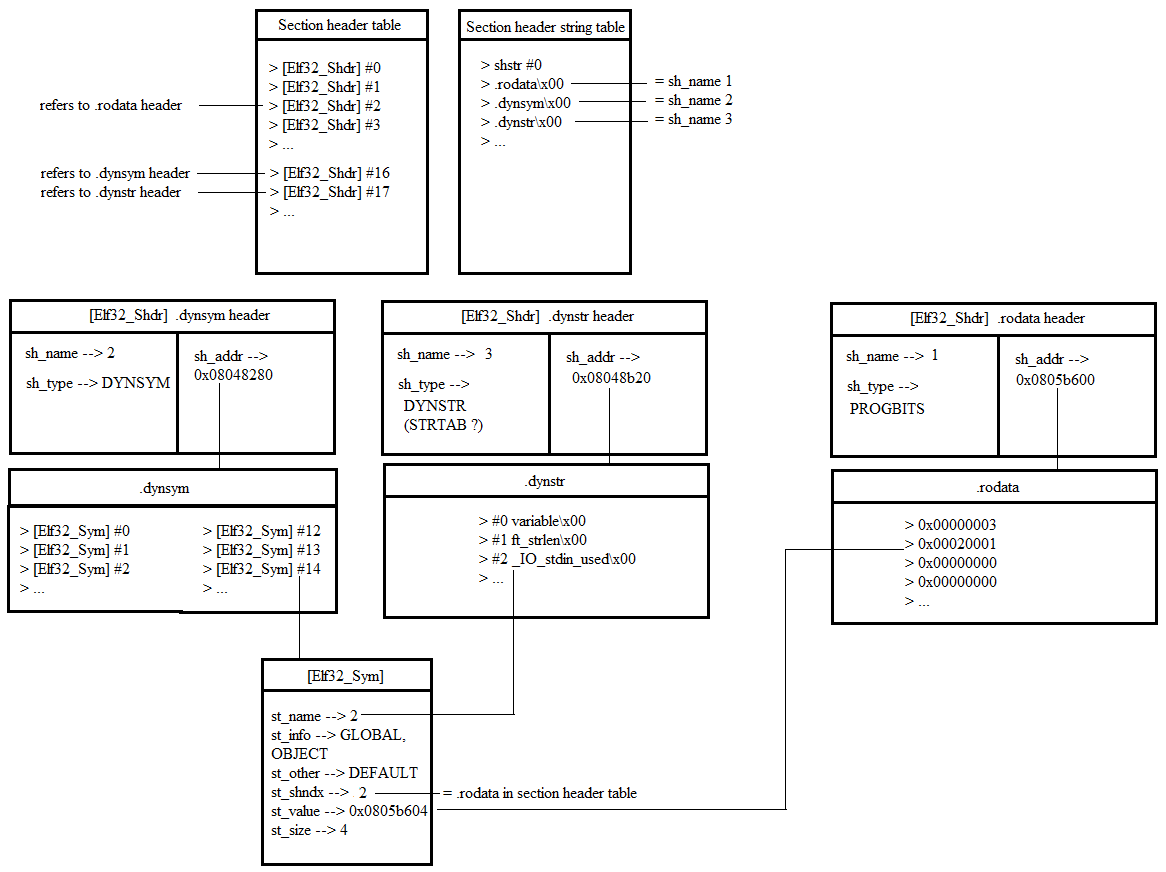 Section header table
> [Elf32_Shdr] #0
> [Elf32_Shdr] #1
refers to .rodata header
> [Elf32_Shdr] #2
> [Elf32_Shdr] #3
> ...
refers to .dynsym header
> [Elf32_Shdr] #16
refers to .dynstr header
> [Elf32_Shdr] #17
> ...
Section header string table
> shstr #0
> .rodata\x00
= sh_name 1
> .dynsym\x00
= sh_name 2
> .dynstr\x00
= sh_name 3
> ...
[Elf32_Shdr] .dynsym header
sh_name --> 2
sh_type --> DYNSYM
sh_addr -->
0x08048280
[Elf32_Shdr] .dynstr header
sh_name --> 3
sh_type -->
DYNSTR
(STRTAB ?)
sh_addr -->
0x08048b20
[Elf32_Shdr] .rodata header
sh_name --> 1
sh_type -->
PROGBITS
sh_addr -->
0x0805b600
.dynsym
> [Elf32_Sym] #0
> [Elf32_Sym] #1
> [Elf32_Sym] #2
> ...
> [Elf32_Sym] #12
> [Elf32_Sym] #13
> [Elf32_Sym] #14
> ...
.dynstr
> #0 variable\x00
> #1 ft_strlen\x00
> #2 _IO_stdin_used\x00
> ...
.rodata
> 0x00000003
> 0x00020001
> 0x00000000
> 0x00000000
> ...
[Elf32_Sym]
st_name --> 2
st_info --> GLOBAL,
OBJECT
st_other --> DEFAULT
st_shndx --> 2
= .rodata in section header table
st_value --> 0x0805b604
st_size --> 4